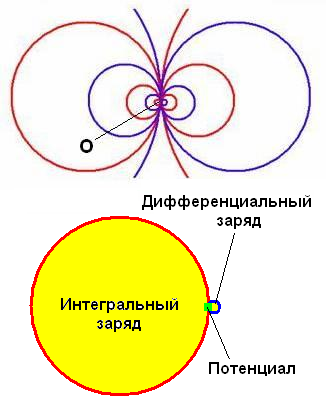 О
Дифференциальный
заряд
Интегральный
заряд
Потенциал